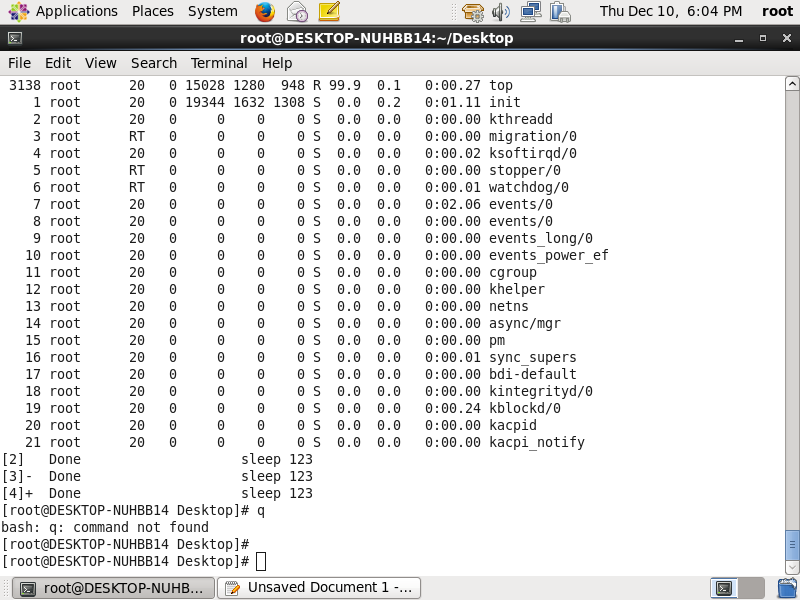 Applications Places System Thu Dec 10, 6:04 PM root
root@DESKTOP-NUHBB14:~/Desktop
File Edit View Search Terminal Help
3138 root 20 0 15028 1280 948 R 99.9 0.1 0:00.27 top
1 root 20 0 19344 1632 1308 S 0.0 0.2 0:01.11 init
2 root 20 0 0 0 0 S 0.0 0.0 0:00.00 kthreadd
3 root RT 0 0 0 0 S 0.0 0.0 0:00.00 migration/0
4 root 20 0 0 0 0 S 0.0 0.0 0:00.02 ksoftirqd/0
5 root RT 0 0 0 0 S 0.0 0.0 0:00.00 stopper/0
6 root RT 0 0 0 0 S 0.0 0.0 0:00.01 watchdog/0
7 root 20 0 0 0 0 S 0.0 0.0 0:02.06 events/0
8 root 20 0 0 0 0 S 0.0 0.0 0:00.00 events/0
9 root 20 0 0 0 0 S 0.0 0.0 0:00.00 events_long/0
10 root 20 0 0 0 0 S 0.0 0.0 0:00.00 events_power_ef
11 root 20 0 0 0 0 S 0.0 0.0 0:00.00 cgroup
12 root 20 0 0 0 0 S 0.0 0.0 0:00.00 khelper
13 root 20 0 0 0 0 S 0.0 0.0 0:00.00 netns
14 root 20 0 0 0 0 S 0.0 0.0 0:00.00 async/mgr
15 root 20 0 0 0 0 S 0.0 0.0 0:00.00 pm
16 root 20 0 0 0 0 S 0.0 0.0 0:00.01 sync_supers
17 root 20 0 0 0 0 S 0.0 0.0 0:00.00 bdi-default
18 root 20 0 0 0 0 S 0.0 0.0 0:00.00 kintegrityd/0
19 root 20 0 0 0 0 S 0.0 0.0 0:00.24 kblockd/0
20 root 20 0 0 0 0 S 0.0 0.0 0:00.00 kacpid
21 root 20 0 0 0 0 S 0.0 0.0 0:00.00 kacpi_notify
[2] Done sleep 123
[3]- Done sleep 123
[4]+ Done sleep 123
[root@DESKTOP-NUHBB14 Desktop]# q
bash: q: command not found
[root@DESKTOP-NUHBB14 Desktop]#
[root@DESKTOP-NUHBB14 Desktop]#
root@DESKTOP-NUHB... Unsaved Document 1 -...